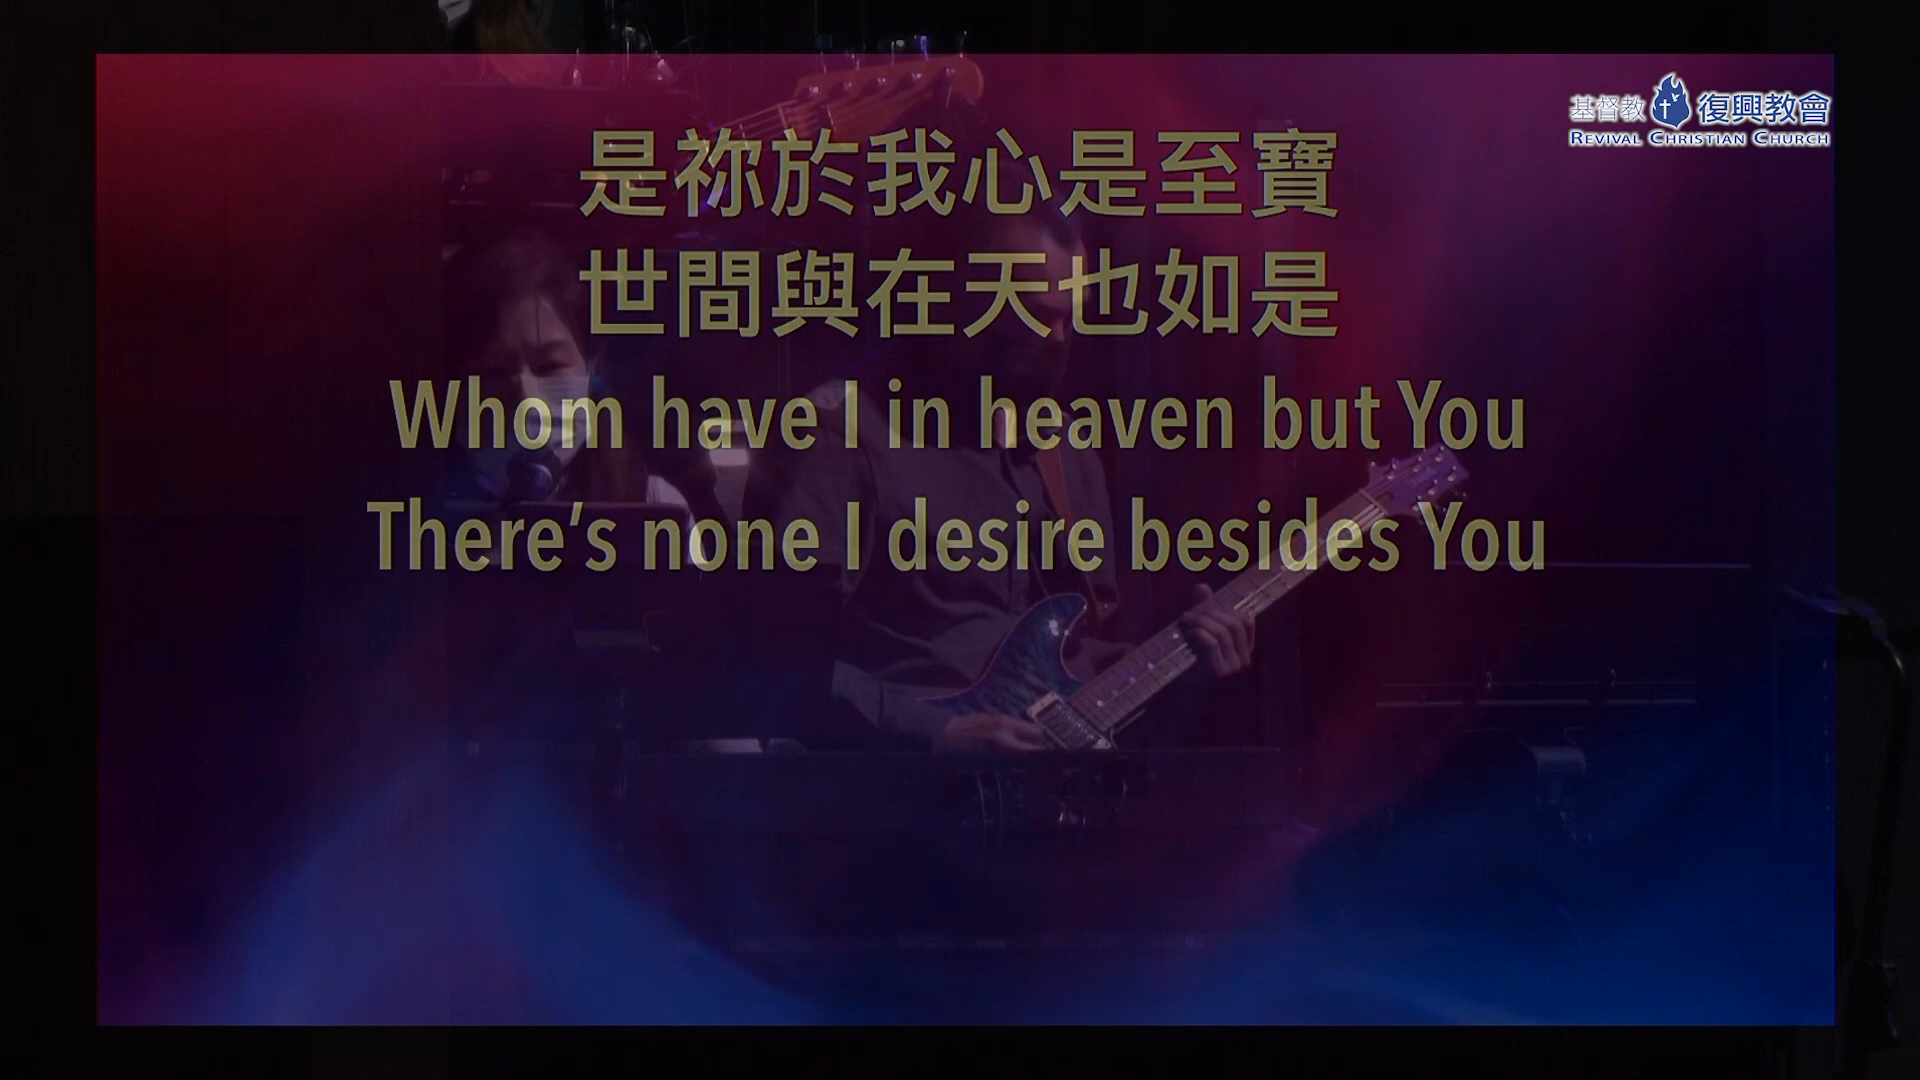 基督教 復興教會
REVIVAL CHRISTIAN CHURCH
是祢於我心是至寶
世間與在天也如是
Whom have I in heaven but You
There's none I desire besides You